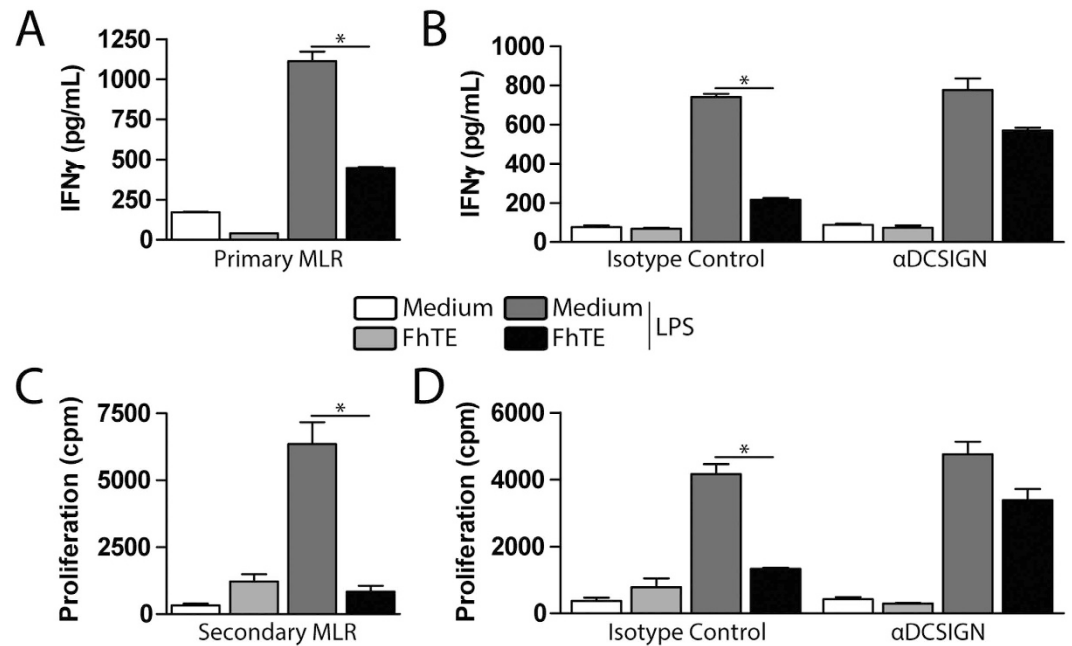 A
IFNγ (pg/mL)
1250
1000
750
500
250
0
*
Primary MLR
B
IFNγ (pg/mL)
1000
800
600
400
200
0
*
Isotype Control
αDCSIGN
Medium
Medium
FhTE
FhTE
LPS
C
Proliferation (cpm)
7500
5000
2500
0
*
Secondary MLR
D
Proliferation (cpm)
6000
4000
2000
0
*
Isotype Control
αDCSIGN